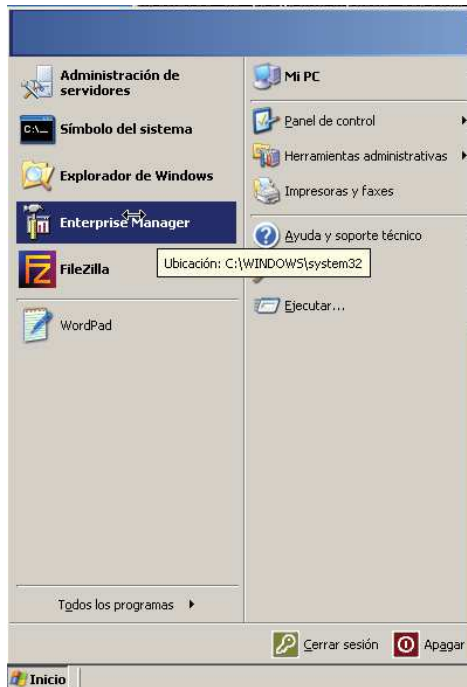 Administración de
servidores
C:\_
Símbolo del sistema
Explorador de Windows
Enterprise Manager
FileZilla
WordPad
Todos los programas
Mi PC
Panel de control
Herramientas administrativas
Impresoras y faxes
Ayuda y soporte técnico
Ubicación: C:\WINDOWS\system32
Ejecutar...
Cerrar sesión
Apagar
Inicio